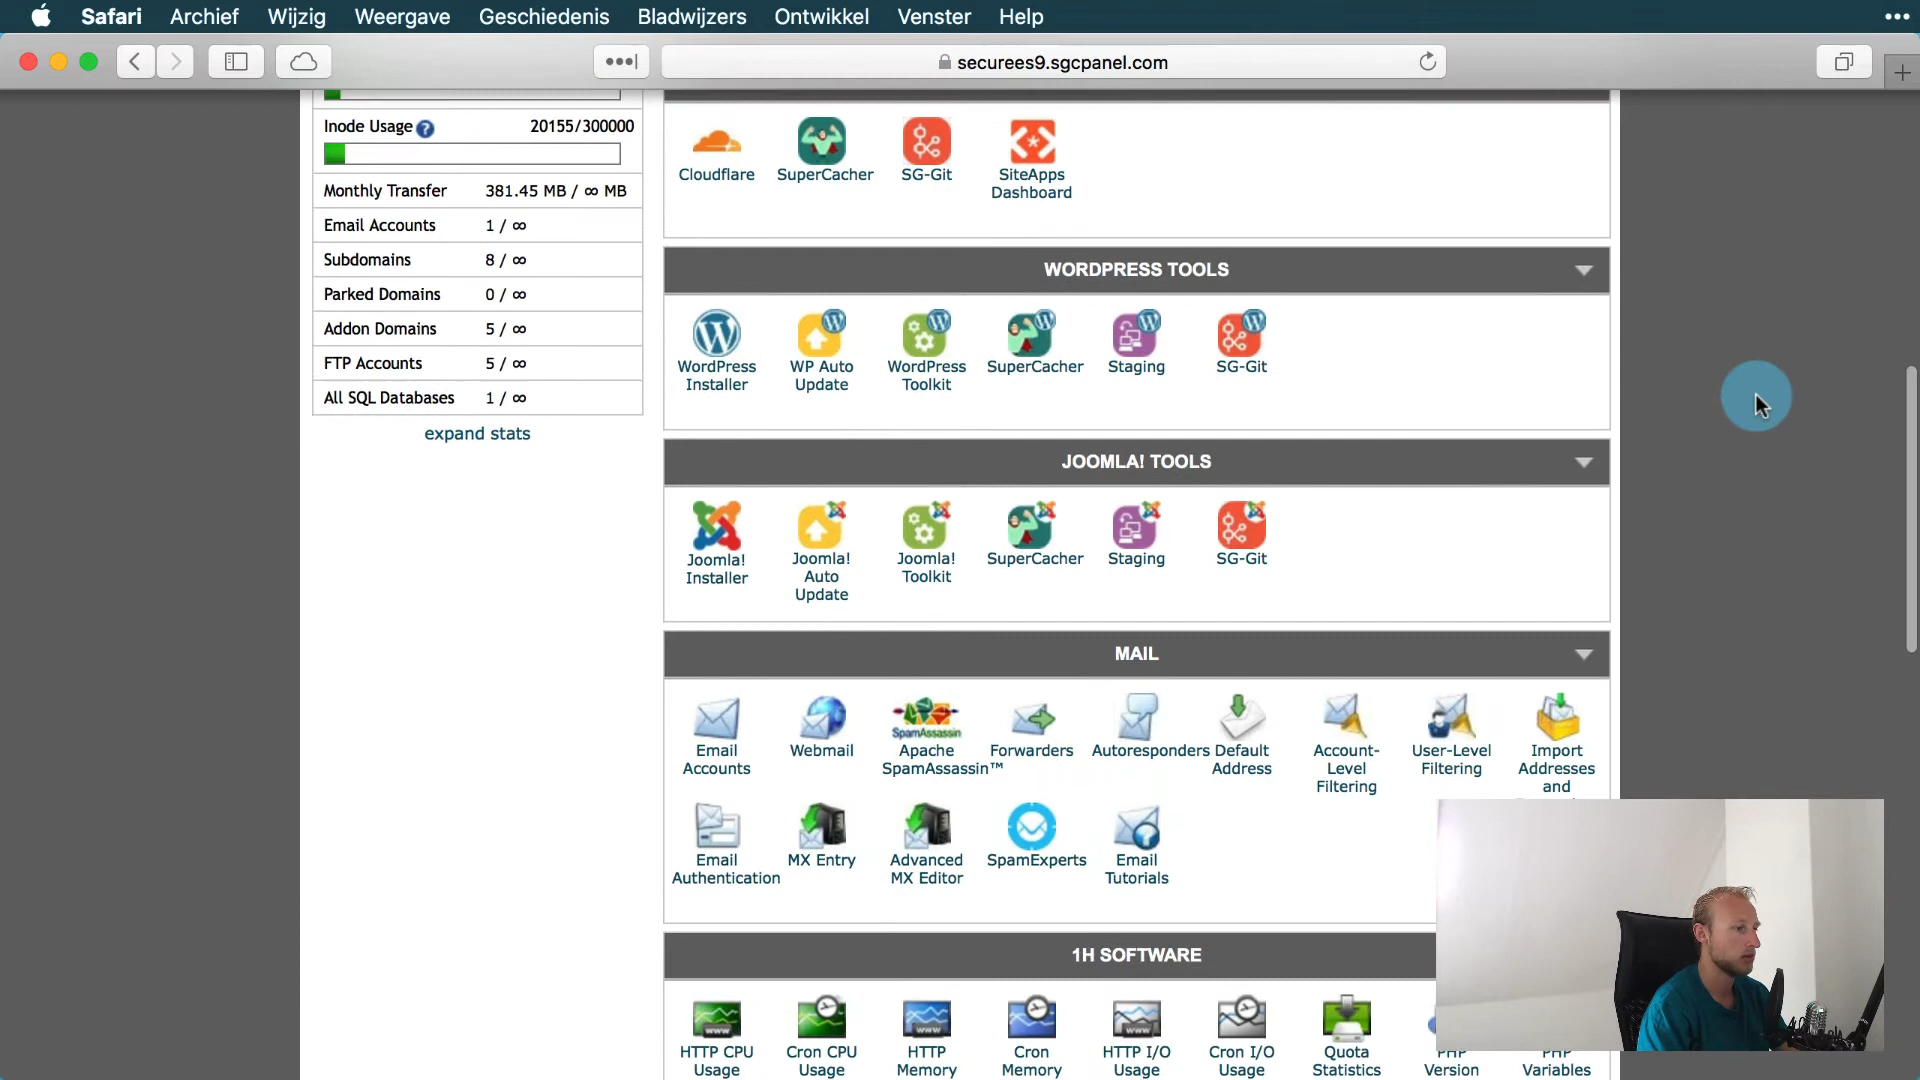 Safari Archief Wijzig Weergave Geschiedenis Bladwijzers Ontwikkel Venster Help
securees9.sgcpanel.com
Inode Usage 20155/300000
Monthly Transfer 381.45 MB / ∞ MB
Email Accounts 1 / ∞
Subdomains 8 / ∞
Parked Domains 0 / ∞
Addon Domains 5 / ∞
FTP Accounts 5 / ∞
All SQL Databases 1 / ∞
expand stats
Cloudflare SuperCacher SG-Git SiteApps
Dashboard
WORDPRESS TOOLS
WordPress WP Auto WordPress SuperCacher Staging SG-Git
Installer Update Toolkit
JOOMLA! TOOLS
Joomla! Joomla! Joomla! SuperCacher Staging SG-Git
Installer Auto Toolkit
Update
MAIL
Email Webmail Apache Forwarders Autoresponders Default Account- User-Level Import
Accounts SpamAssassin™ Address Level Filtering Addresses
Filtering and
SpamAssassin
Email MX Entry Advanced SpamExperts Email
Authentication MX Editor Tutorials
1H SOFTWARE
HTTP CPU Cron CPU HTTP Cron HTTP I/O Cron I/O Quota PHP PHP
Usage Usage Memory Memory Usage Usage Statistics Version Variables